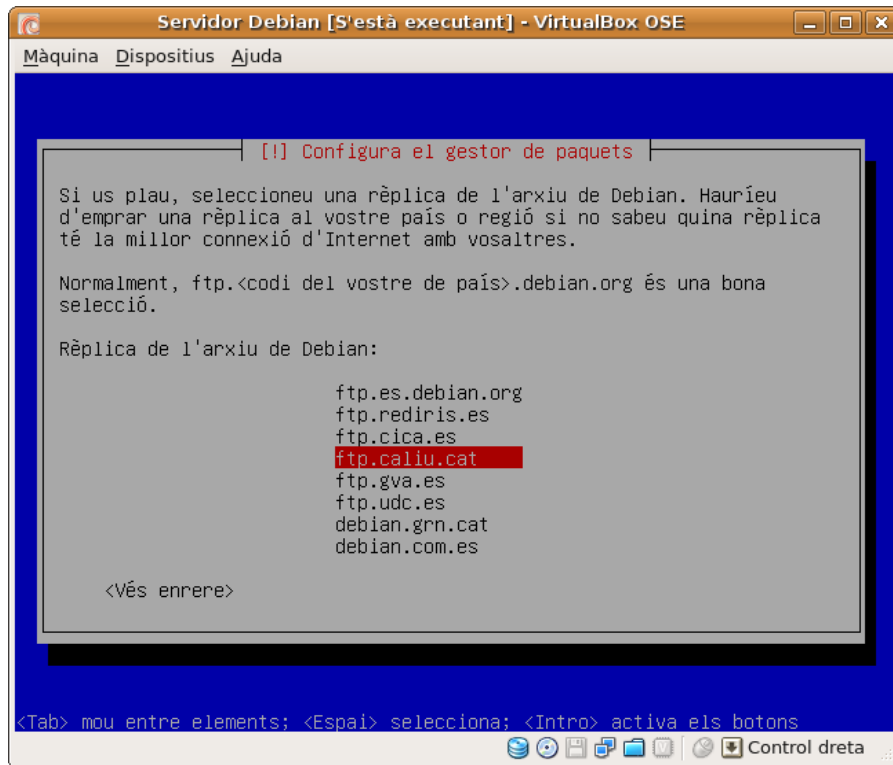 Servidor Debian [S'està executant] - VirtualBox OSE
Màquina Dispositius Ajuda
[!] Configura el gestor de paquets
Si us plau, seleccioneu una rèplica de l'arxiu de Debian. Hauríeu
d'emprar una rèplica al vostre país o regió si no sabeu quina rèplica
té la millor connexió d'Internet amb vosaltres.
Normalment, ftp.<codi del vostre de país>.debian.org és una bona
selecció.
Rèplica de l'arxiu de Debian:
ftp.es.debian.org
ftp.rediris.es
ftp.cica.es
ftp.caliu.cat
ftp.gva.es
ftp.udc.es
debian.grn.cat
debian.com.es
<Vés enrere>
<Tab> mou entre elements; <Espai> selecciona; <Intro> activa els botons
Control dreta